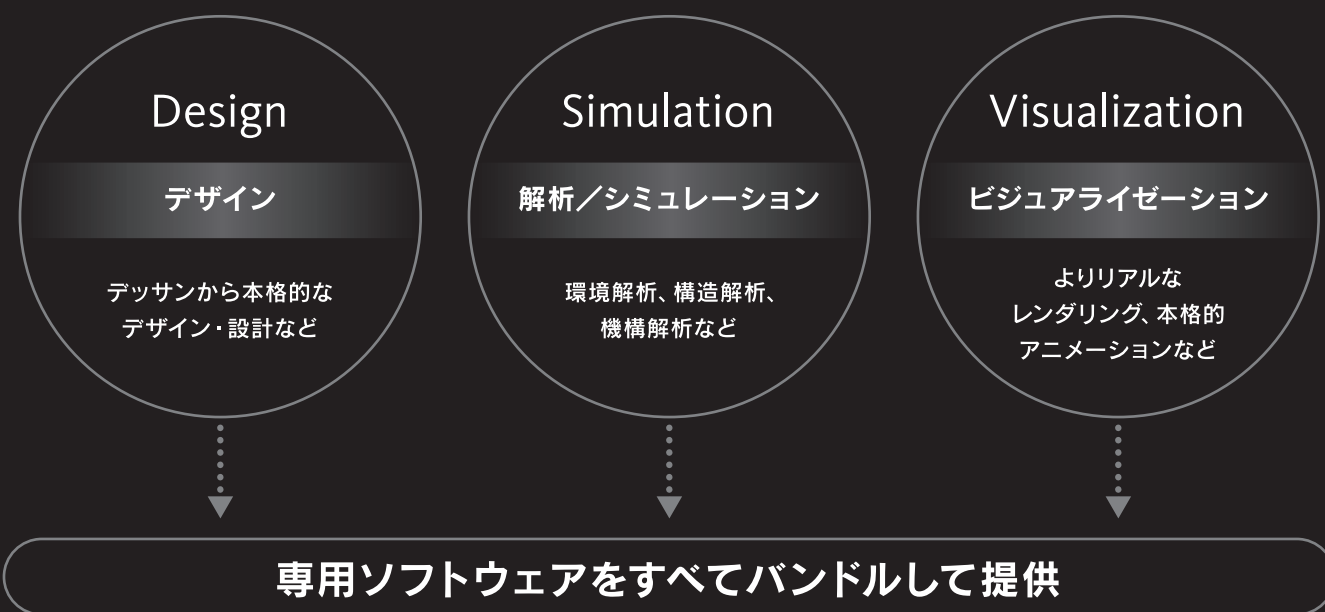 Design
デザイン
デッサンから本格的な
デザイン・設計など
Simulation
解析／シミュレーション
環境解析、構造解析、
機構解析など
Visualization
ビジュアライゼーション
よりリアルな
レンダリング、本格的
アニメーションなど
専用ソフトウェアをすべてバンドルして提供